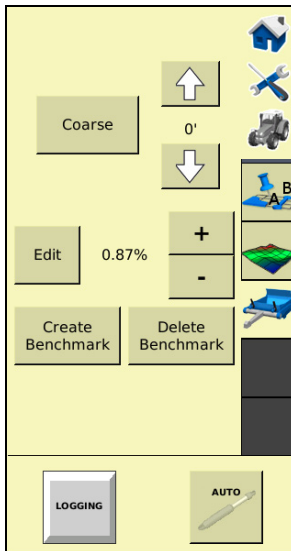 Coarse
0'
B
A
Edit
0.87%
+
-
Create
Benchmark
Delete
Benchmark
LOGGING
AUTO